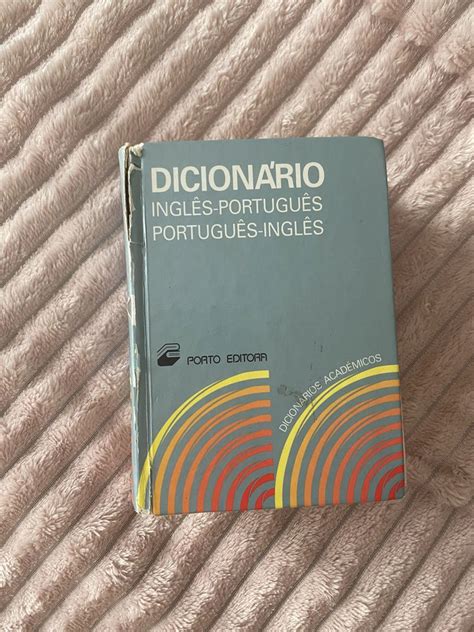 DICIONÁRIO
INGLÊS-PORTUGUÊS
PORTUGUÊS-INGLÊS
PORTO EDITORA
DICIONÁRIOS ACADÉMICOS